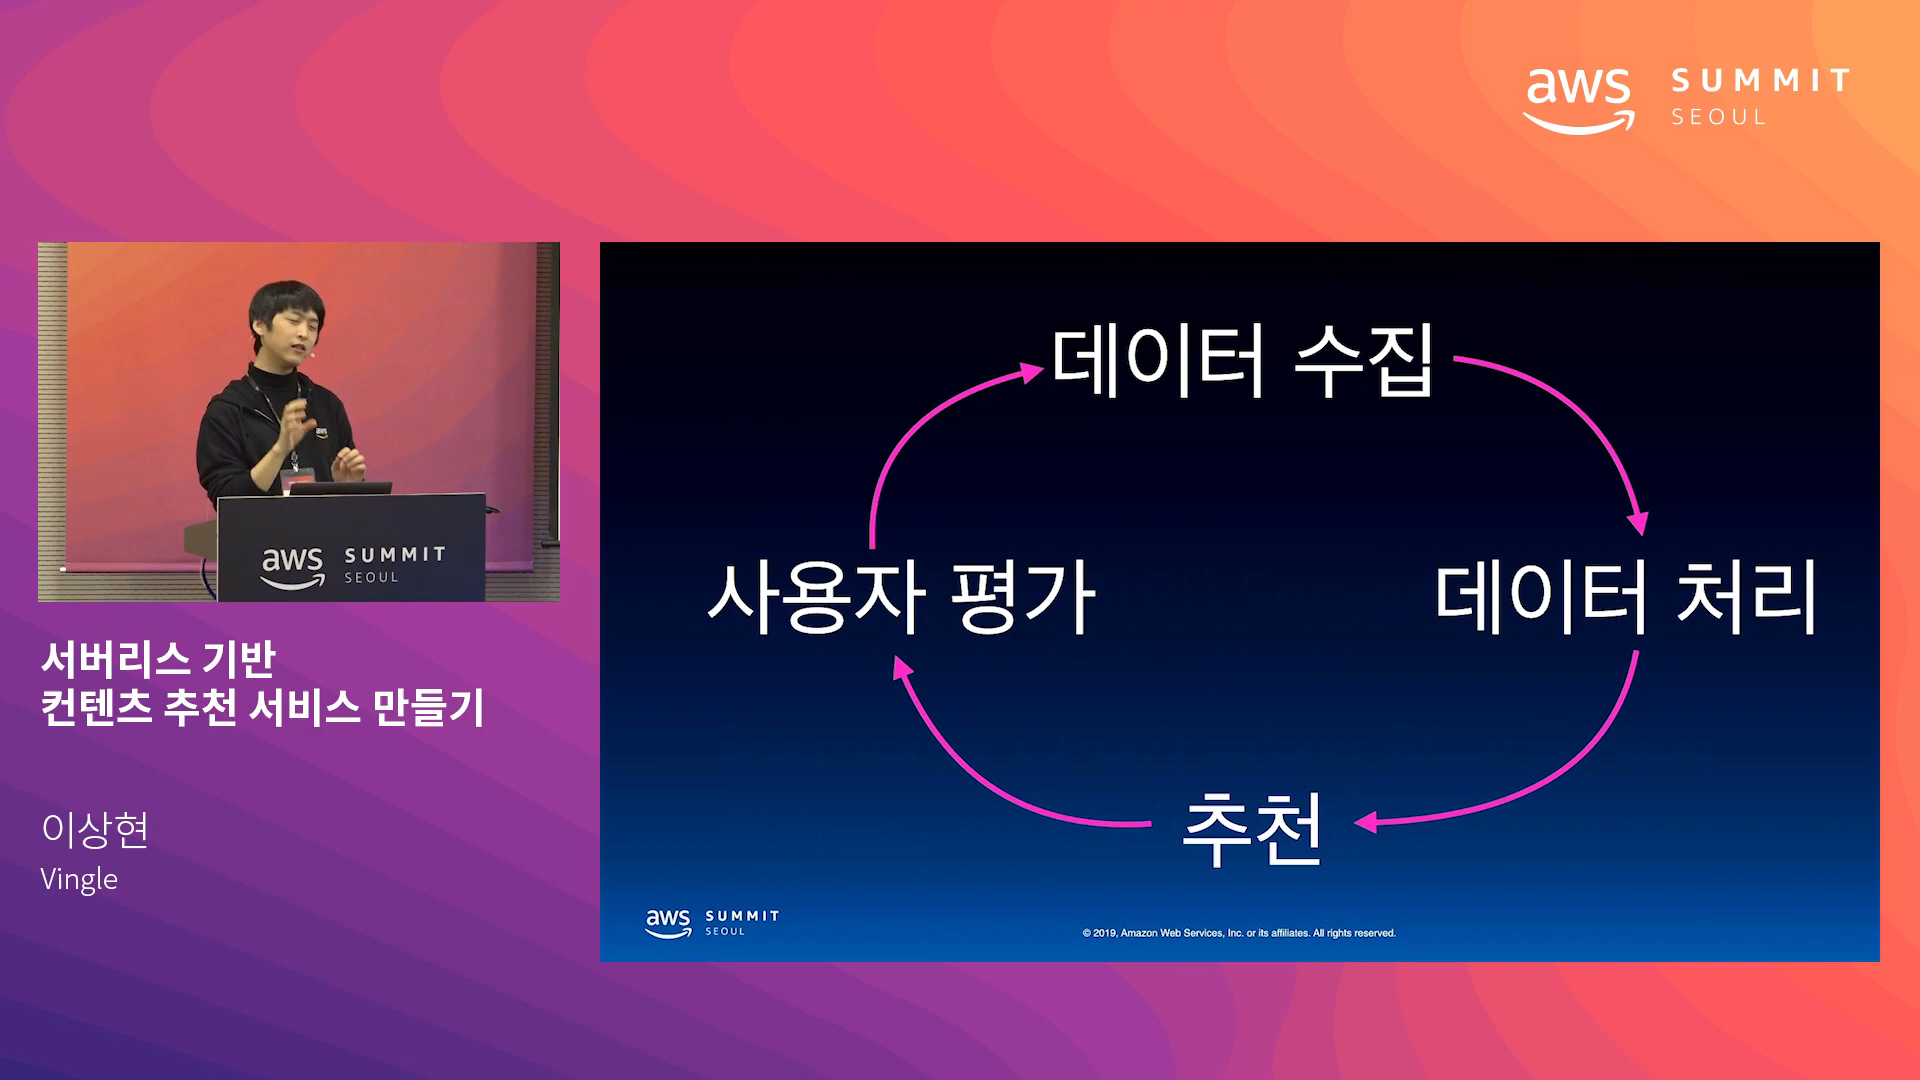 aws SUMMIT
SEOUL
aws
aws SUMMIT
SEOUL
서버리스 기반
컨텐츠 추천 서비스 만들기
이상현
Vingle
데이터 수집
사용자 평가
데이터 처리
추천
aws SUMMIT
SEOUL
© 2019, Amazon Web Services, Inc. or its affiliates. All rights reserved.